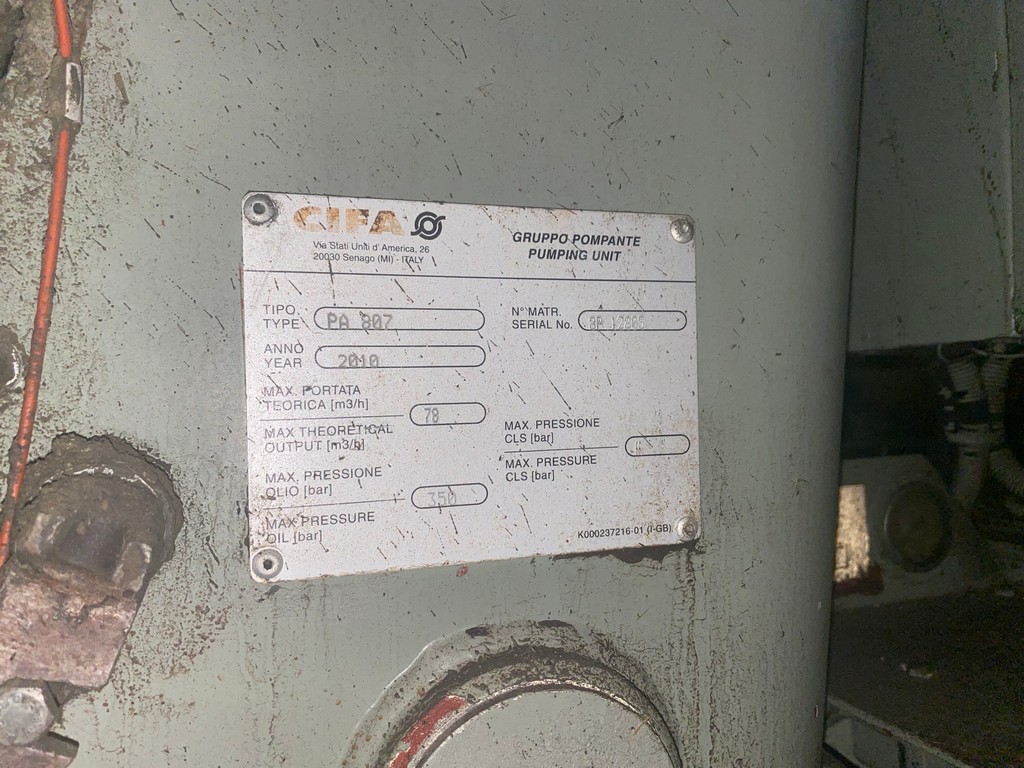 CIFA
Via Stati Uniti d' America, 26
20030 Senago (MI) - ITALY
GRUPPO POMPANTE
PUMPING UNIT
TIPO
TYPE
PA 807
N° MATR.
SERIAL No.
ANNO
YEAR
2010
MAX. PORTATA
TEORICA [m3/h]
78
MAX THEORETICAL
OUTPUT [m3/h]
MAX. PRESSIONE
CLS [bar]
MAX. PRESSURE
CLS [bar]
MAX. PRESSIONE
OLIO [bar]
350
MAX PRESSURE
OIL [bar]
K000237216-01 (I-GB)